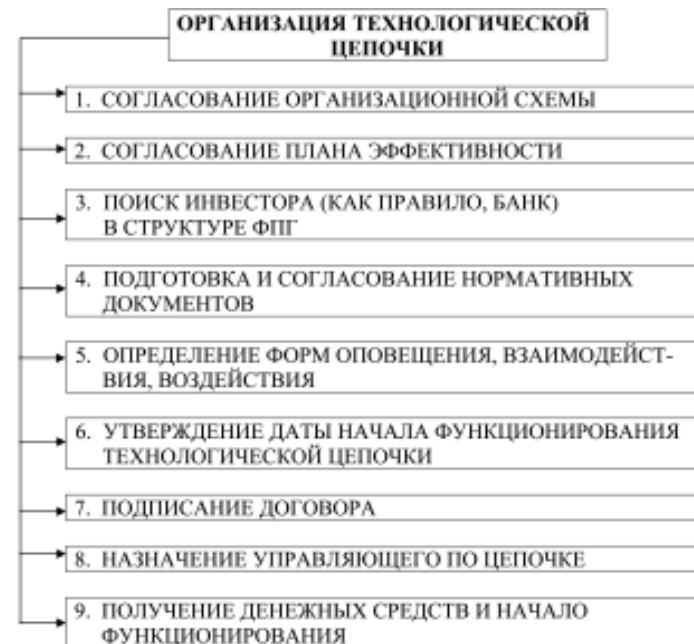 ОРГАНИЗАЦИЯ ТЕХНОЛОГИЧЕСКОЙ
ЦЕПОЧКИ
1. СОГЛАСОВАНИЕ ОРГАНИЗАЦИОННОЙ СХЕМЫ
2. СОГЛАСОВАНИЕ ПЛАНА ЭФФЕКТИВНОСТИ
3. ПОИСК ИНВЕСТОРА (КАК ПРАВИЛО, БАНК)
В СТРУКТУРЕ ФПГ
4. ПОДГОТОВКА И СОГЛАСОВАНИЕ НОРМАТИВНЫХ
ДОКУМЕНТОВ
5. ОПРЕДЕЛЕНИЕ ФОРМ ОПОВЕЩЕНИЯ, ВЗАИМОДЕЙСТ-
ВИЯ, ВОЗДЕЙСТВИЯ
6. УТВЕРЖДЕНИЕ ДАТЫ НАЧАЛА ФУНКЦИОНИРОВАНИЯ
ТЕХНОЛОГИЧЕСКОЙ ЦЕПОЧКИ
7. ПОДПИСАНИЕ ДОГОВОРА
8. НАЗНАЧЕНИЕ УПРАВЛЯЮЩЕГО ПО ЦЕПОЧКЕ
9. ПОЛУЧЕНИЕ ДЕНЕЖНЫХ СРЕДСТВ И НАЧАЛО
ФУНКЦИОНИРОВАНИЯ